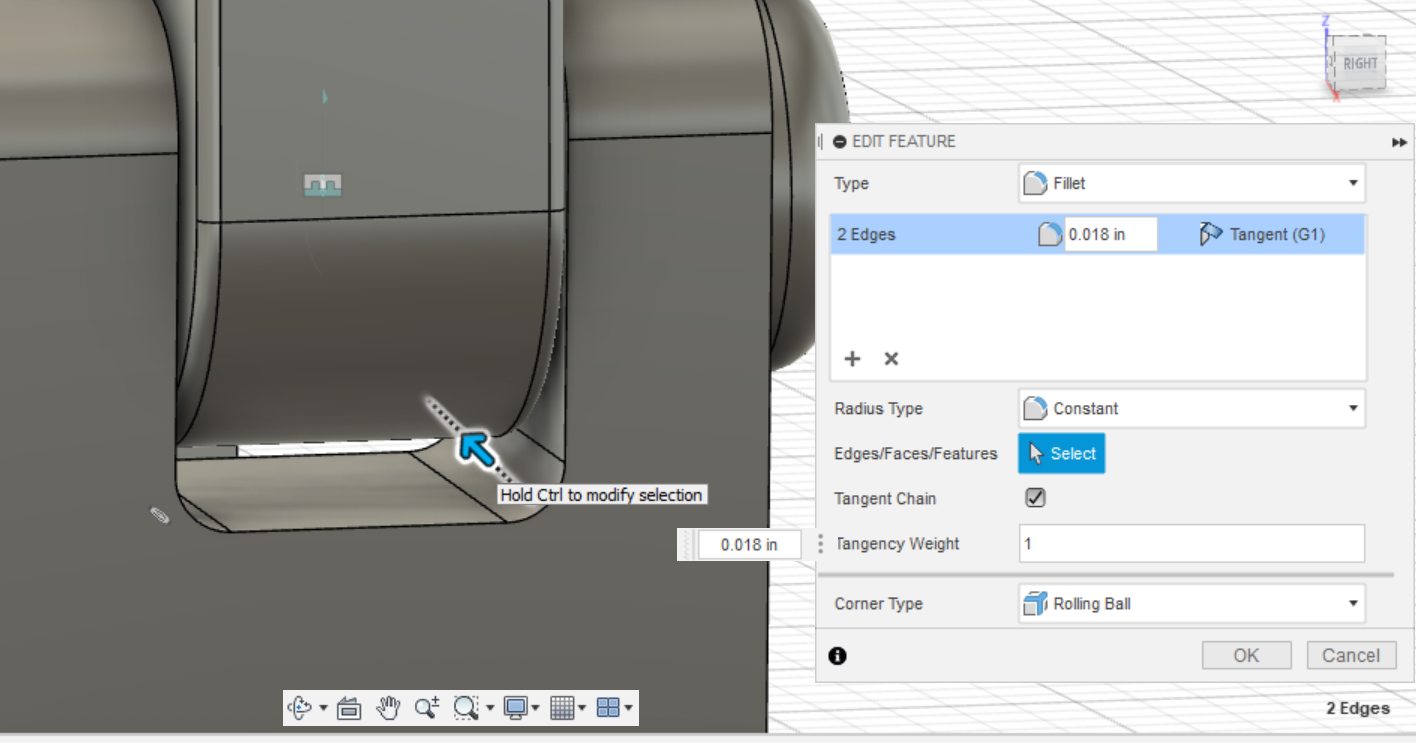 Z
RIGHT
X
EDIT FEATURE
Type
Fillet
2 Edges
0.018 in
Tangent (G1)
Radius Type
Constant
Edges/Faces/Features
Select
Tangent Chain
Hold Ctrl to modify selection
0.018 in
Tangency Weight
1
Corner Type
Rolling Ball
OK
Cancel
2 Edges